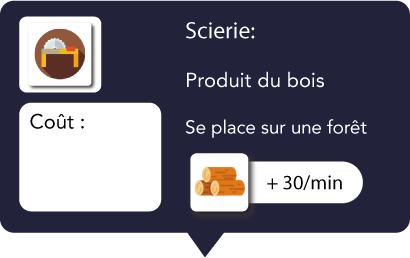 Scierie:
Produit du bois
Coût :
Se place sur une forêt
+ 30/min